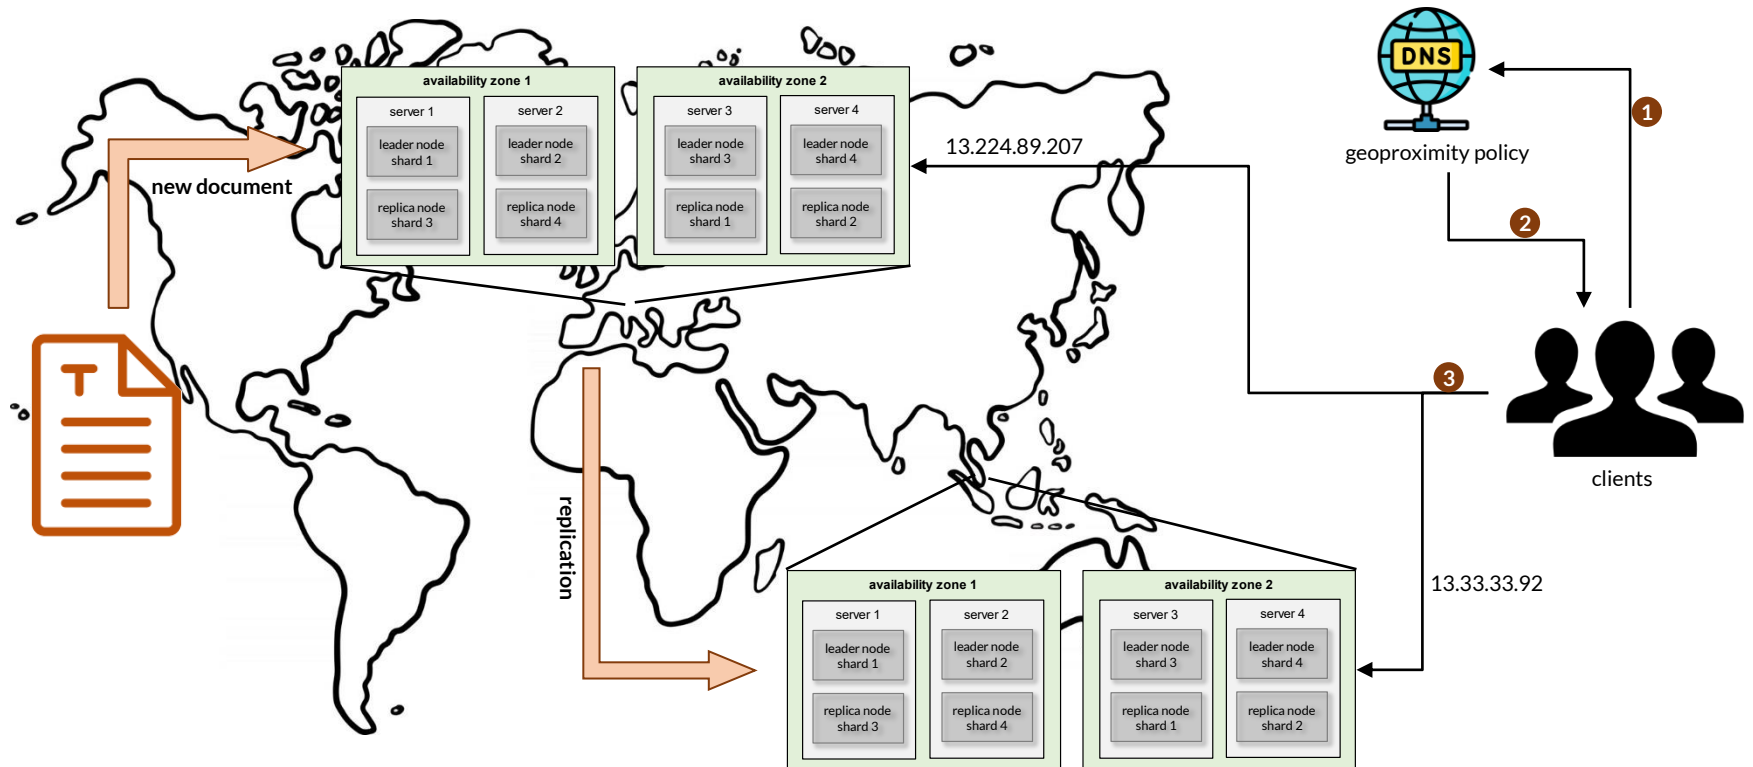 availability zone 1
server 1
leader node
shard 1
replica node
shard 3
server 2
leader node
shard 2
replica node
shard 4
availability zone 2
server 3
leader node
shard 3
replica node
shard 1
server 4
leader node
shard 4
replica node
shard 2
new document
T
replication
13.224.89.207
DNS
geoproximity policy
1
2
3
clients
13.33.33.92
availability zone 1
server 1
leader node
shard 1
replica node
shard 3
server 2
leader node
shard 2
replica node
shard 4
availability zone 2
server 3
leader node
shard 3
replica node
shard 1
server 4
leader node
shard 4
replica node
shard 2